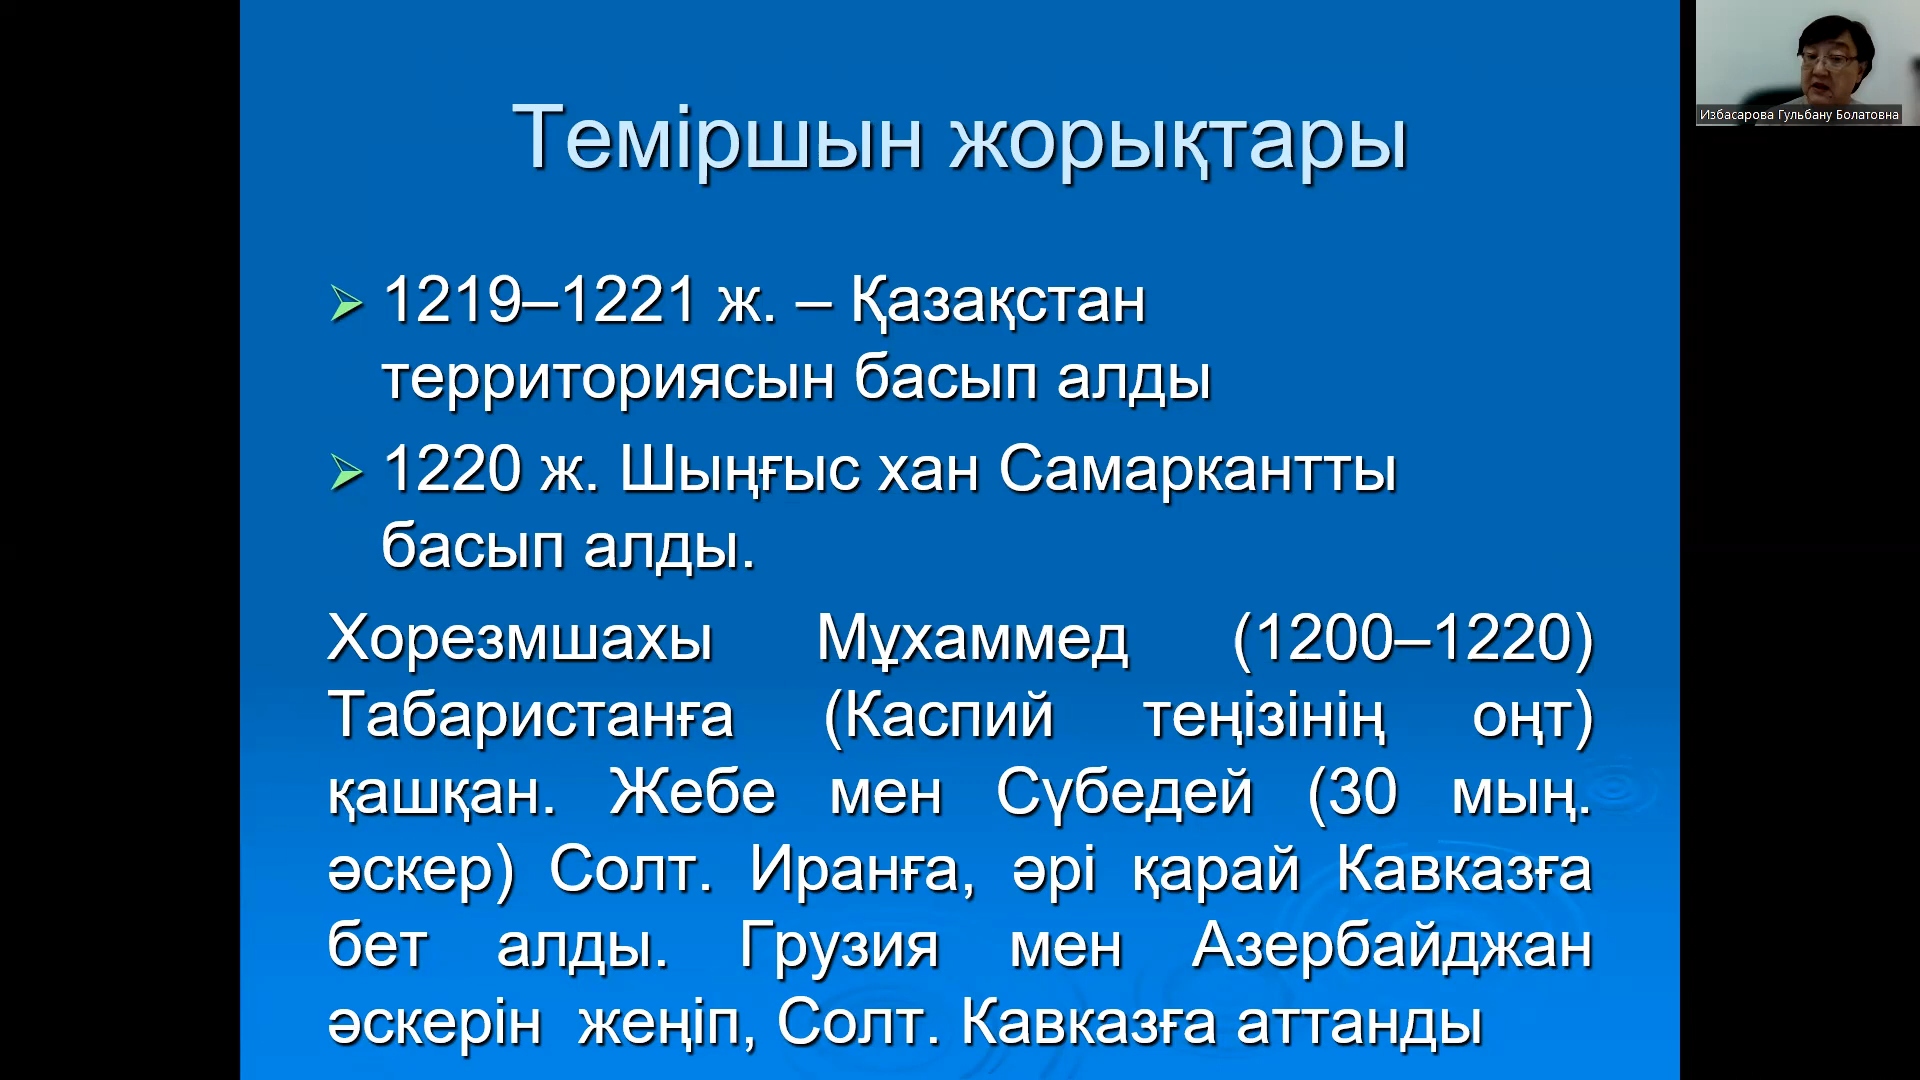 Теміршын жорықтары
1219–1221 ж. – Қазақстан
территориясын басып алды
1220 ж. Шыңғыс хан Самаркантты
басып алды.
Хорезмшахы Мұхаммед (1200–1220)
Табаристанға (Каспий теңізінің оңт)
қашқан. Жебе мен Сүбедей (30 мың.
әскер) Солт. Иранға, әрі қарай Кавказға
бет алды. Грузия мен Азербайджан
әскерін жеңіп, Солт. Кавказға аттанды
Избасарова Гульбану Болатовна